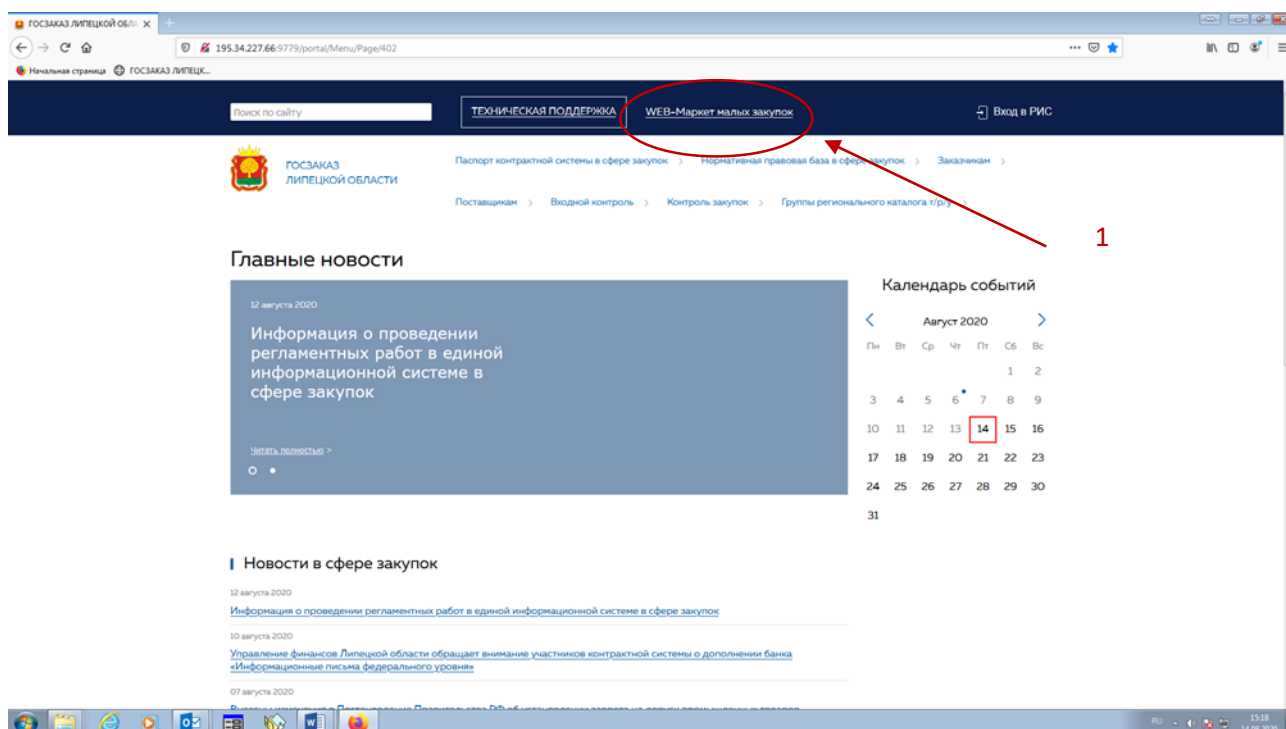 ГОСЗАКАЗ ЛИПЕЦКОЙ ОБЛА
195.34.227.66:9779/portal/Menu/Page/402
Начальная страница ГОСЗАКАЗ ЛИПЕЦК...
Поиск по сайту ТЕХНИЧЕСКАЯ ПОДДЕРЖКА WEB-Маркет малых закупок Вход в РИС
ГОСЗАКАЗ
ЛИПЕЦКОЙ ОБЛАСТИ
Паспорт контрактной системы в сфере закупок > Нормативная правовая база в сфере закупок > Заказчикам >
Поставщикам > Входной контроль > Контроль закупок > Группы регионального каталога т/р/у >
1
Главные новости
12 августа 2020
Информация о проведении
регламентных работ в единой
информационной системе в
сфере закупок
Читать полностью >
Календарь событий
< Август 2020 >
Пн Вт Ср Чт Пт Сб Вс
1 2
3 4 5 6 7 8 9
10 11 12 13 14 15 16
17 18 19 20 21 22 23
24 25 26 27 28 29 30
31
Новости в сфере закупок
12 августа 2020
Информация о проведении регламентных работ в единой информационной системе в сфере закупок
10 августа 2020
Управление финансов Липецкой области обращает внимание участников контрактной системы о дополнении банка
«Информационные письма федерального уровня»
07 августа 2020
RU 15:18
14.08.2020